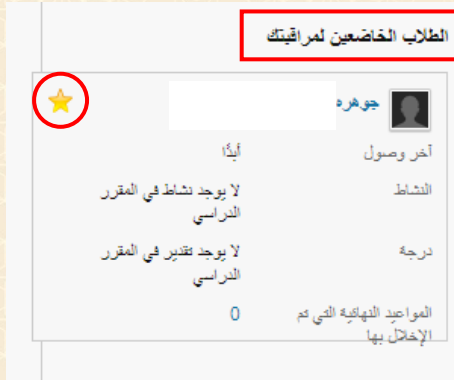 الطلاب الخاضعين لمراقبتك
جوهره
آخر وصول
أبدًا
النشاط
لا يوجد نشاط في المقرر
الدراسي
درجة
لا يوجد تقدير في المقرر
الدراسي
المواعيد النهائية التي تم
الإخلال بها
0